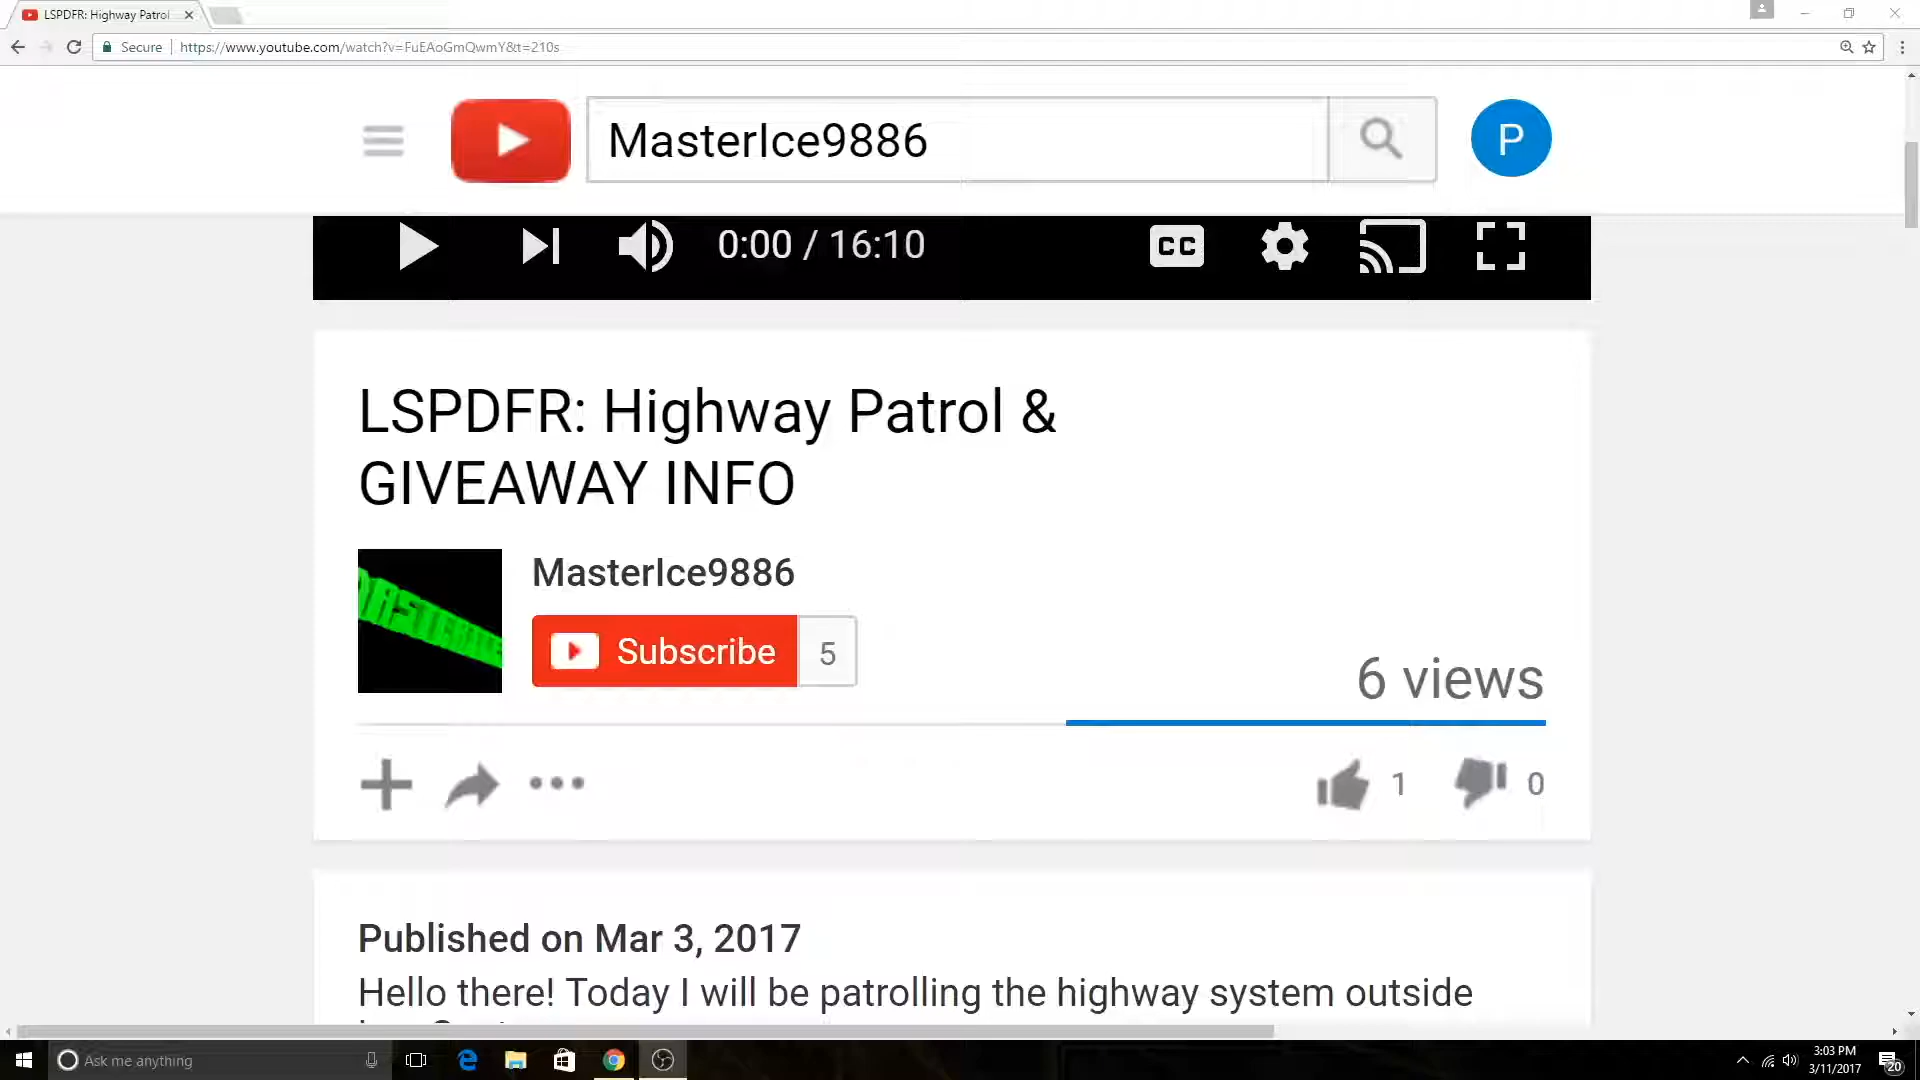 LSPDFR: Highway Patrol
Secure https://www.youtube.com/watch?v=FuEAoGmQwmY&t=210s
MasterIce9886
P
0:00 / 16:10
CC
LSPDFR: Highway Patrol &
GIVEAWAY INFO
MasterIce9886
Subscribe 5
6 views
1 0
Published on Mar 3, 2017
Hello there! Today I will be patrolling the highway system outside
Ask me anything
3:03 PM
3/11/2017
20